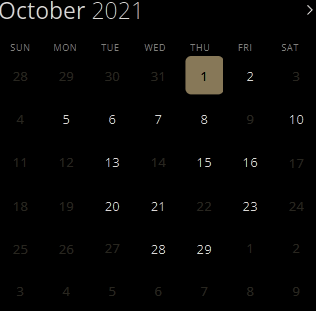 October 2021 >
SUN MON TUE WED THU FRI SAT
28 29 30 31 1 2 3
4 5 6 7 8 9 10
11 12 13 14 15 16 17
18 19 20 21 22 23 24
25 26 27 28 29 1 2
3 4 5 6 7 8 9